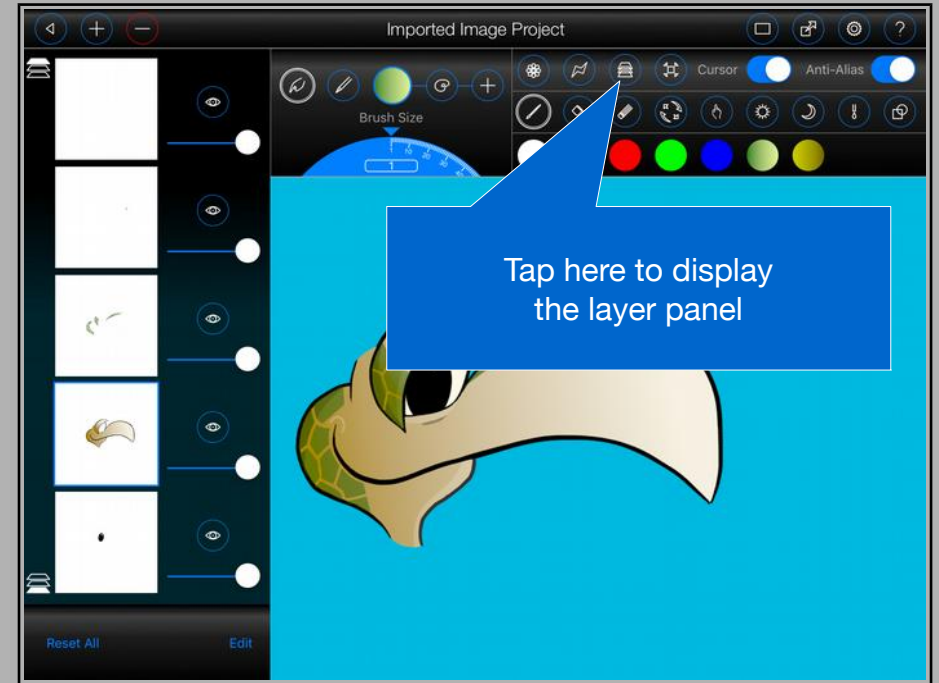 Imported Image Project
?
Cursor
Anti-Alias
Brush Size
1
Tap here to display
the layer panel
Reset All
Edit